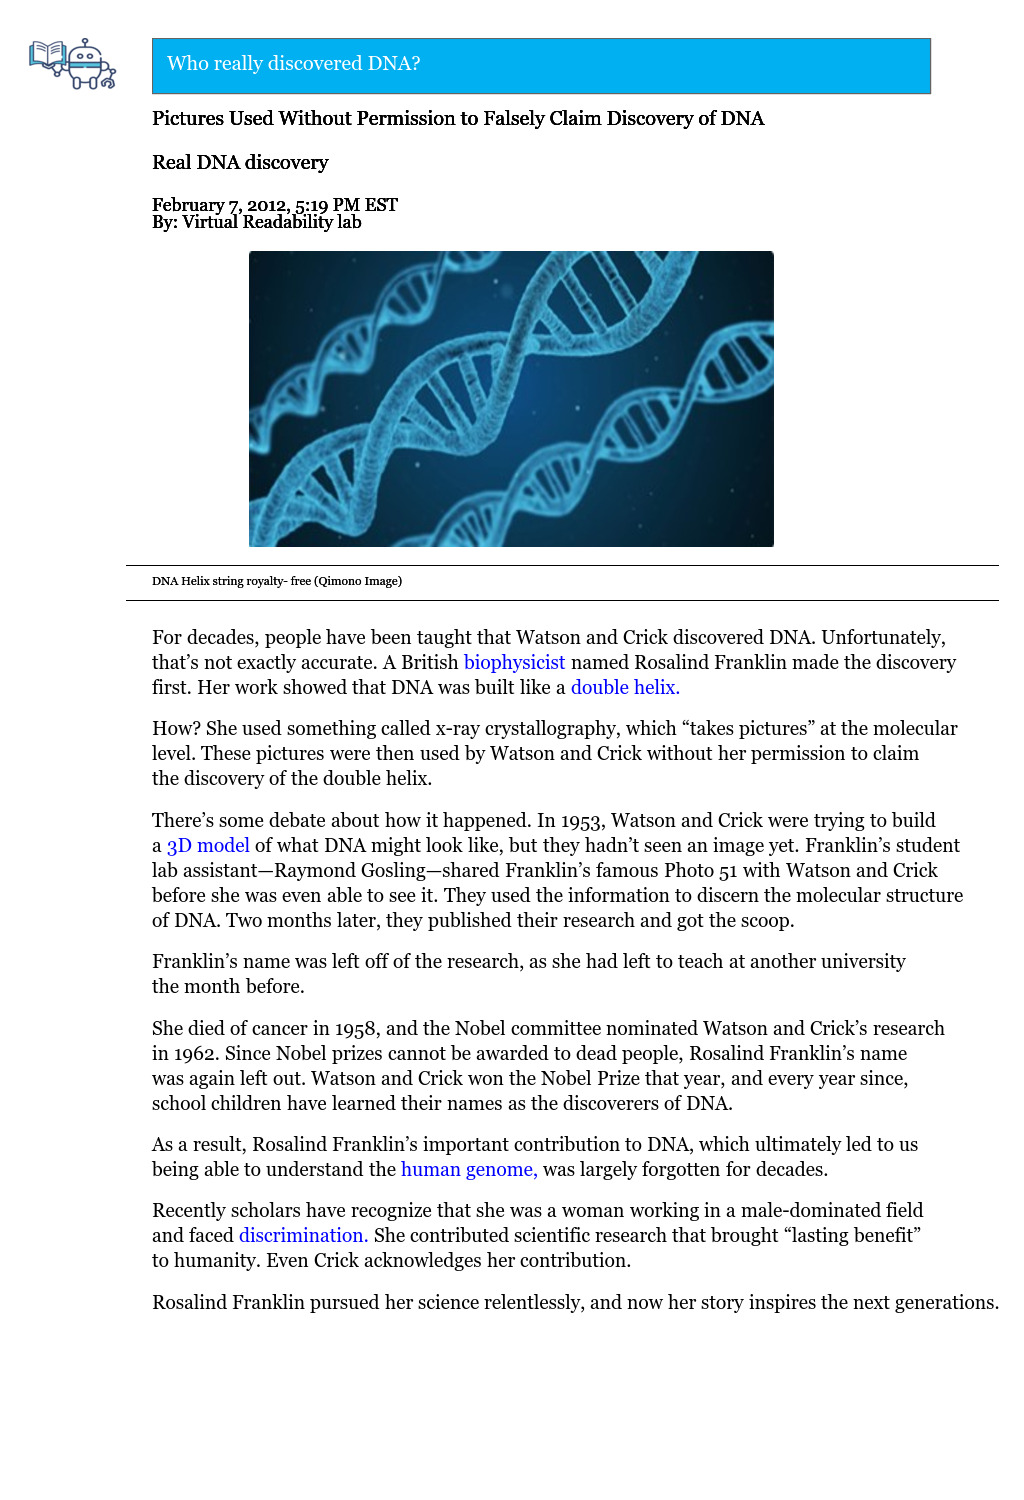 Who really discovered DNA?
Pictures Used Without Permission to Falsely Claim Discovery of DNA
Real DNA discovery
February 7, 2012, 5:19 PM EST
By: Virtual Readability lab
DNA Helix string royalty- free (Qimono Image)
For decades, people have been taught that Watson and Crick discovered DNA. Unfortunately,
that’s not exactly accurate. A British biophysicist named Rosalind Franklin made the discovery
first. Her work showed that DNA was built like a double helix.
How? She used something called x-ray crystallography, which “takes pictures” at the molecular
level. These pictures were then used by Watson and Crick without her permission to claim
the discovery of the double helix.
There’s some debate about how it happened. In 1953, Watson and Crick were trying to build
a 3D model of what DNA might look like, but they hadn’t seen an image yet. Franklin’s student
lab assistant—Raymond Gosling—shared Franklin’s famous Photo 51 with Watson and Crick
before she was even able to see it. They used the information to discern the molecular structure
of DNA. Two months later, they published their research and got the scoop.
Franklin’s name was left off of the research, as she had left to teach at another university
the month before.
She died of cancer in 1958, and the Nobel committee nominated Watson and Crick’s research
in 1962. Since Nobel prizes cannot be awarded to dead people, Rosalind Franklin’s name
was again left out. Watson and Crick won the Nobel Prize that year, and every year since,
school children have learned their names as the discoverers of DNA.
As a result, Rosalind Franklin’s important contribution to DNA, which ultimately led to us
being able to understand the human genome, was largely forgotten for decades.
Recently scholars have recognize that she was a woman working in a male-dominated field
and faced discrimination. She contributed scientific research that brought “lasting benefit”
to humanity. Even Crick acknowledges her contribution.
Rosalind Franklin pursued her science relentlessly, and now her story inspires the next generations.